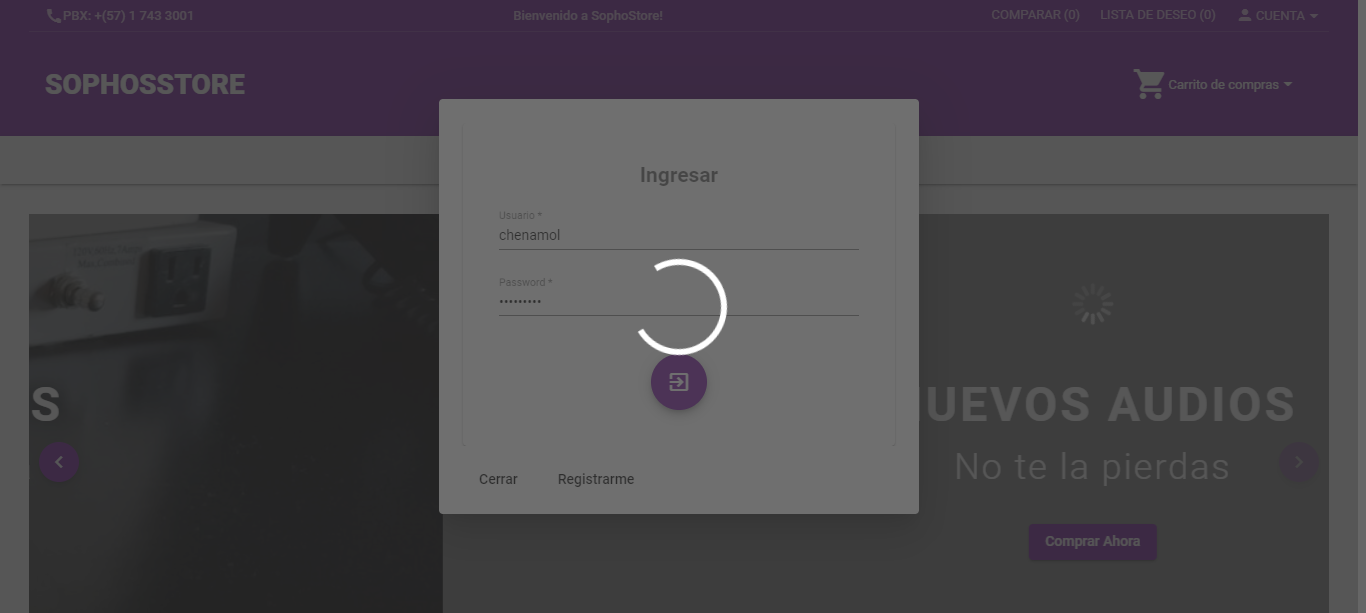 PBX: +(57) 1 743 3001
Bienvenido a SophoStore!
COMPARAR (0)
LISTA DE DESEO (0)
CUENTA
SOPHOSSTORE
Carrito de compras
Ingresar
Usuario *
chenamol
Password *
•••••••••
S
UEVOS AUDIOS
No te la pierdas
Cerrar
Registrarme
Comprar Ahora